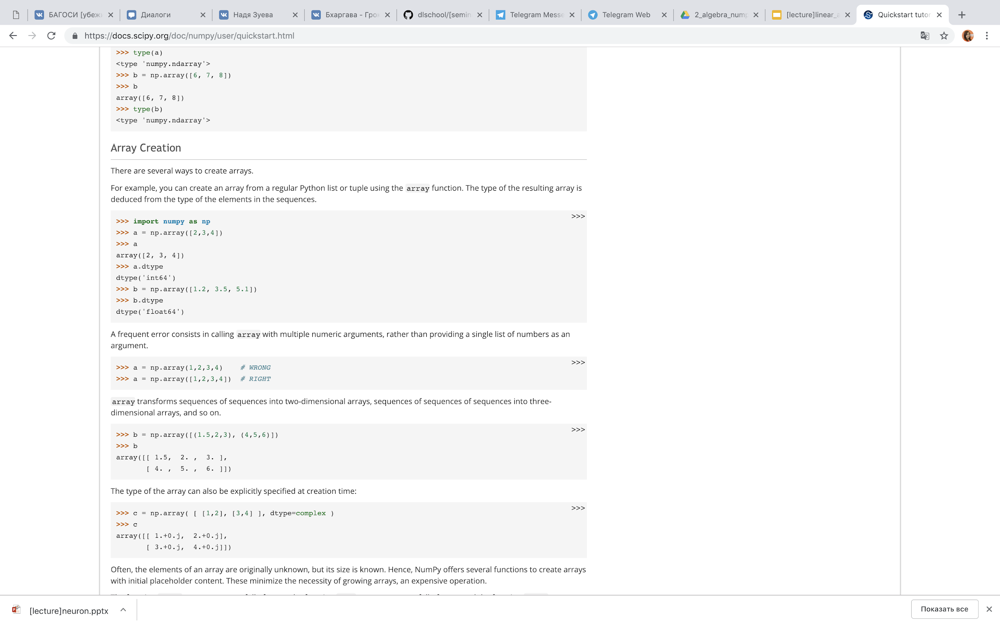 БАГОСИ [убеж
Диалоги
Надя Зуева
Бхаргава - Грок
dlschool/[semin
Telegram Messe
Telegram Web
2_algebra_nump
[lecture]linear_a
Quickstart tutor
https://docs.scipy.org/doc/numpy/user/quickstart.html
>>> type(a)
<type 'numpy.ndarray'>
>>> b = np.array([6, 7, 8])
>>> b
array([6, 7, 8])
>>> type(b)
<type 'numpy.ndarray'>
Array Creation
There are several ways to create arrays.
For example, you can create an array from a regular Python list or tuple using the array function. The type of the resulting array is
deduced from the type of the elements in the sequences.
>>>
>>> import numpy as np
>>> a = np.array([2,3,4])
>>> a
array([2, 3, 4])
>>> a.dtype
dtype('int64')
>>> b = np.array([1.2, 3.5, 5.1])
>>> b.dtype
dtype('float64')
A frequent error consists in calling array with multiple numeric arguments, rather than providing a single list of numbers as an
argument.
>>>
>>> a = np.array(1,2,3,4)    # WRONG
>>> a = np.array([1,2,3,4])  # RIGHT
array transforms sequences of sequences into two-dimensional arrays, sequences of sequences of sequences into three-
dimensional arrays, and so on.
>>>
>>> b = np.array([(1.5,2,3), (4,5,6)])
>>> b
array([[ 1.5,  2. ,  3. ],
       [ 4. ,  5. ,  6. ]])
The type of the array can also be explicitly specified at creation time:
>>>
>>> c = np.array( [ [1,2], [3,4] ], dtype=complex )
>>> c
array([[ 1.+0.j,  2.+0.j],
       [ 3.+0.j,  4.+0.j]])
Often, the elements of an array are originally unknown, but its size is known. Hence, NumPy offers several functions to create arrays
with initial placeholder content. These minimize the necessity of growing arrays, an expensive operation.
[lecture]neuron.pptx
Показать все